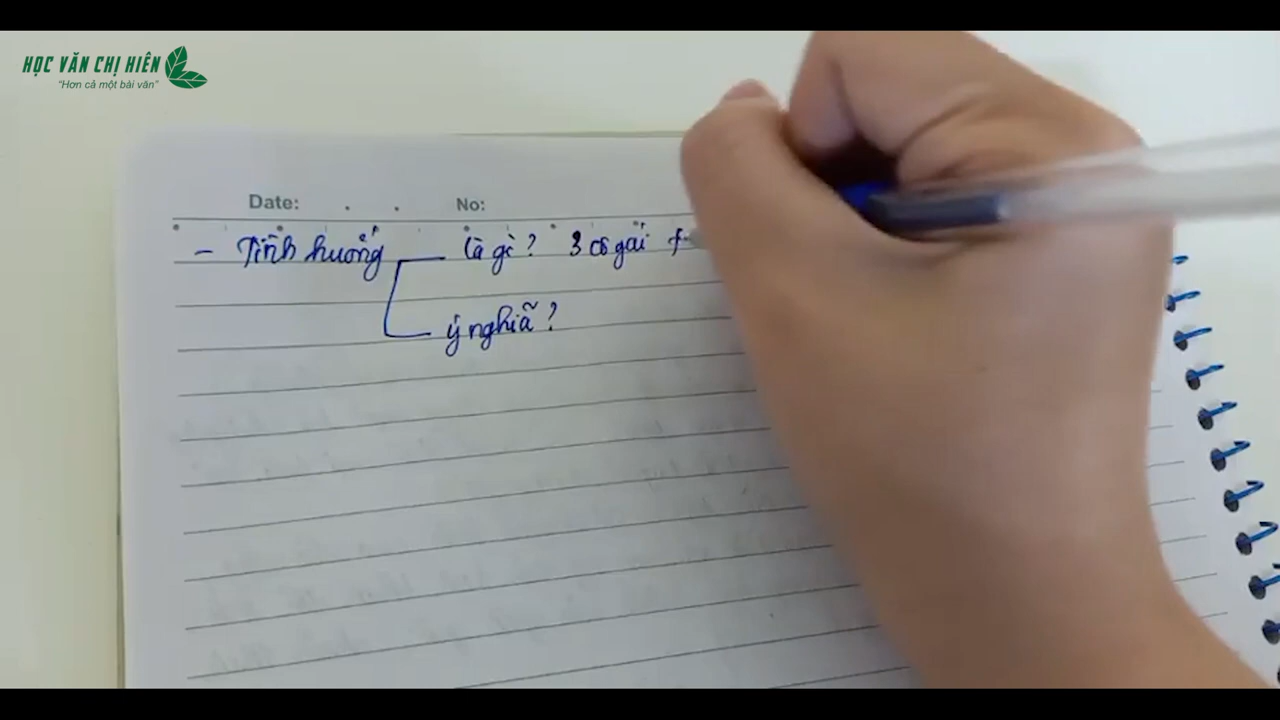 HỌC VĂN CHỊ HIÊN
"Hơn cả một bài văn"
Date: . . No:
- Tình huống là gì? 3 cô gái
ý nghĩa?